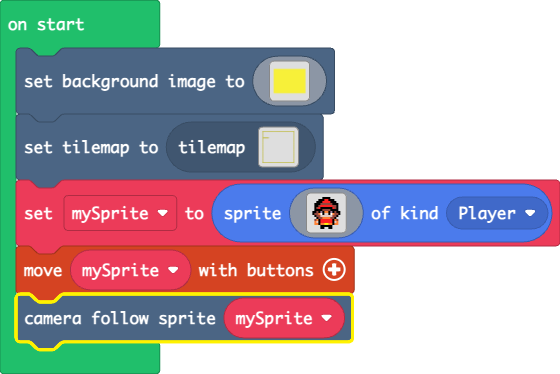 on start
set background image to
set tilemap to tilemap
set mySprite to sprite of kind Player
move mySprite with buttons
camera follow sprite mySprite